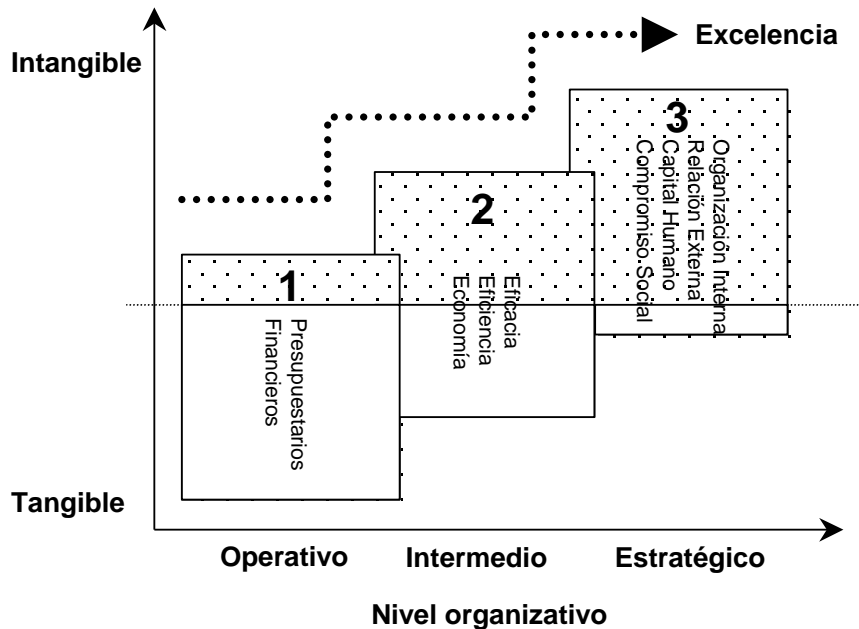 Excelencia
Intangible
3
Organización Interna
Relación Externa
Capital Humano
Compromiso Social
2
Eficacia
Eficiencia
Economía
1
Presupuestarios
Financieros
Tangible
Operativo
Intermedio
Estratégico
Nivel organizativo